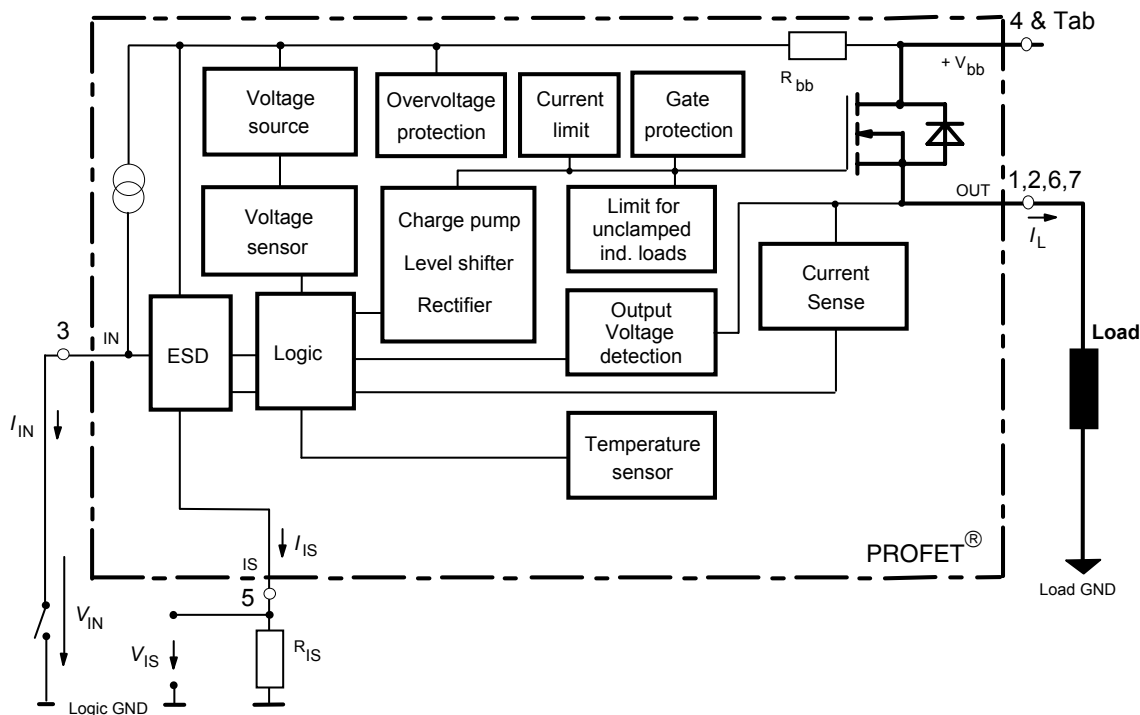 4 & Tab
R bb
+ V bb
Voltage
source
Overvoltage
protection
Current
limit
Gate
protection
Voltage
sensor
Charge pump
Level shifter
Rectifier
Limit for
unclamped
ind. loads
OUT
1,2,6,7
I L
Current
Sense
3
IN
ESD
Logic
Output
Voltage
detection
Load
I IN
Temperature
sensor
I IS
PROFET®
IS
5
Load GND
V IN
V IS
R IS
Logic GND